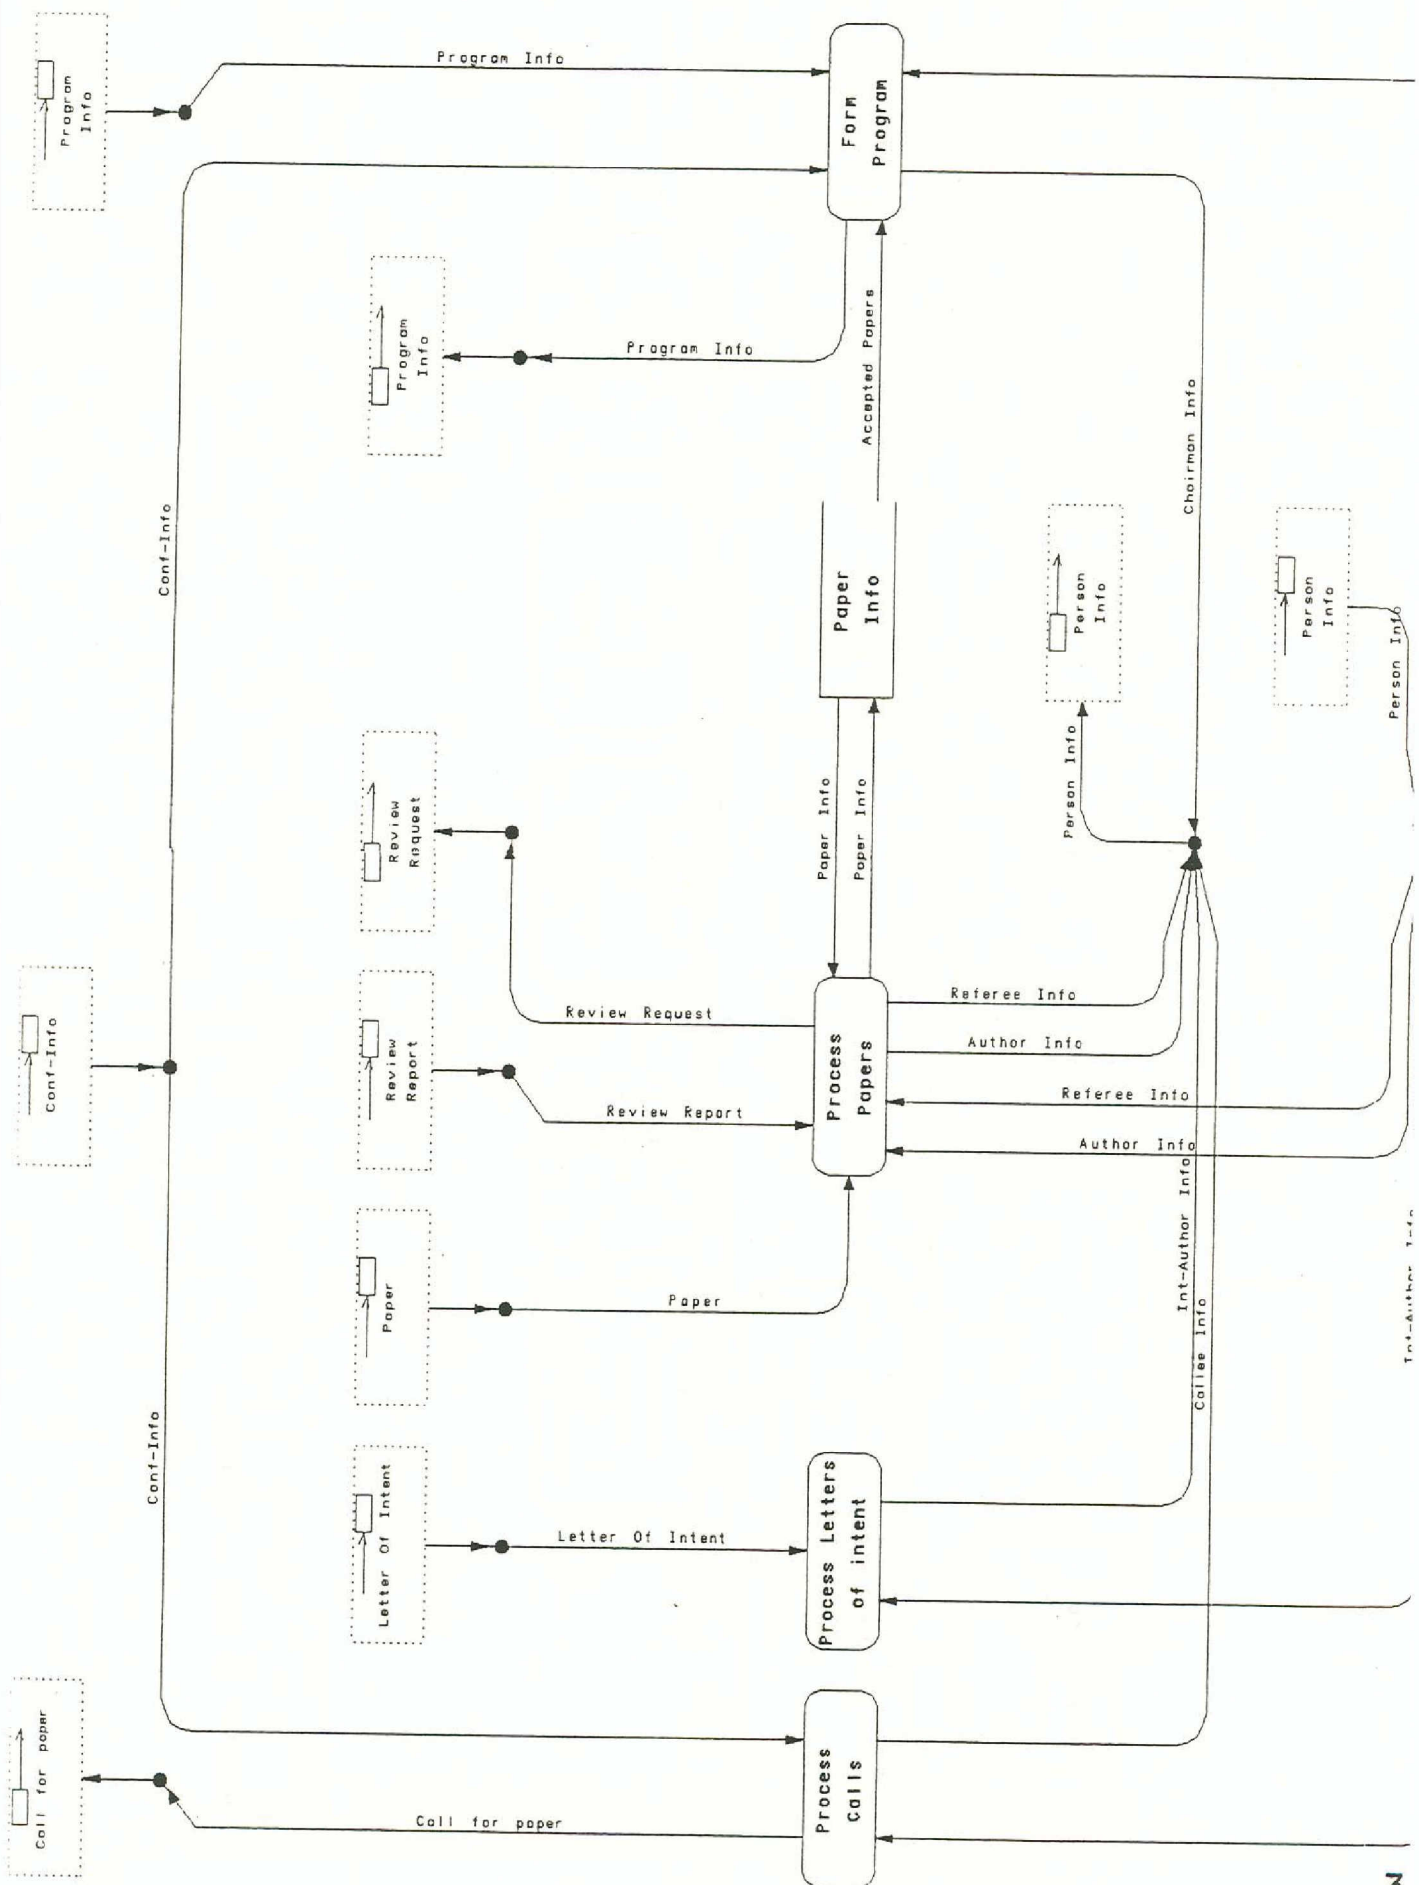 Program
Info
Program Info
Form
Program
Conf-Info
Program
Info
Program Info
Accepted Papers
Chairman Info
Paper
Info
Person
Info
Person
Info
Person Info
Review
Request
Paper Info
Paper Info
Person Info
Conf-Info
Review
Report
Review Request
Review Report
Process
Papers
Referee Info
Author Info
Referee Info
Author Info
Paper
Paper
Int-Author Info
Callee Info
Int-Author Info
Conf-Info
Letter Of Intent
Letter Of Intent
Process Letters
of intent
Call for paper
Call for paper
Process
Calls
3